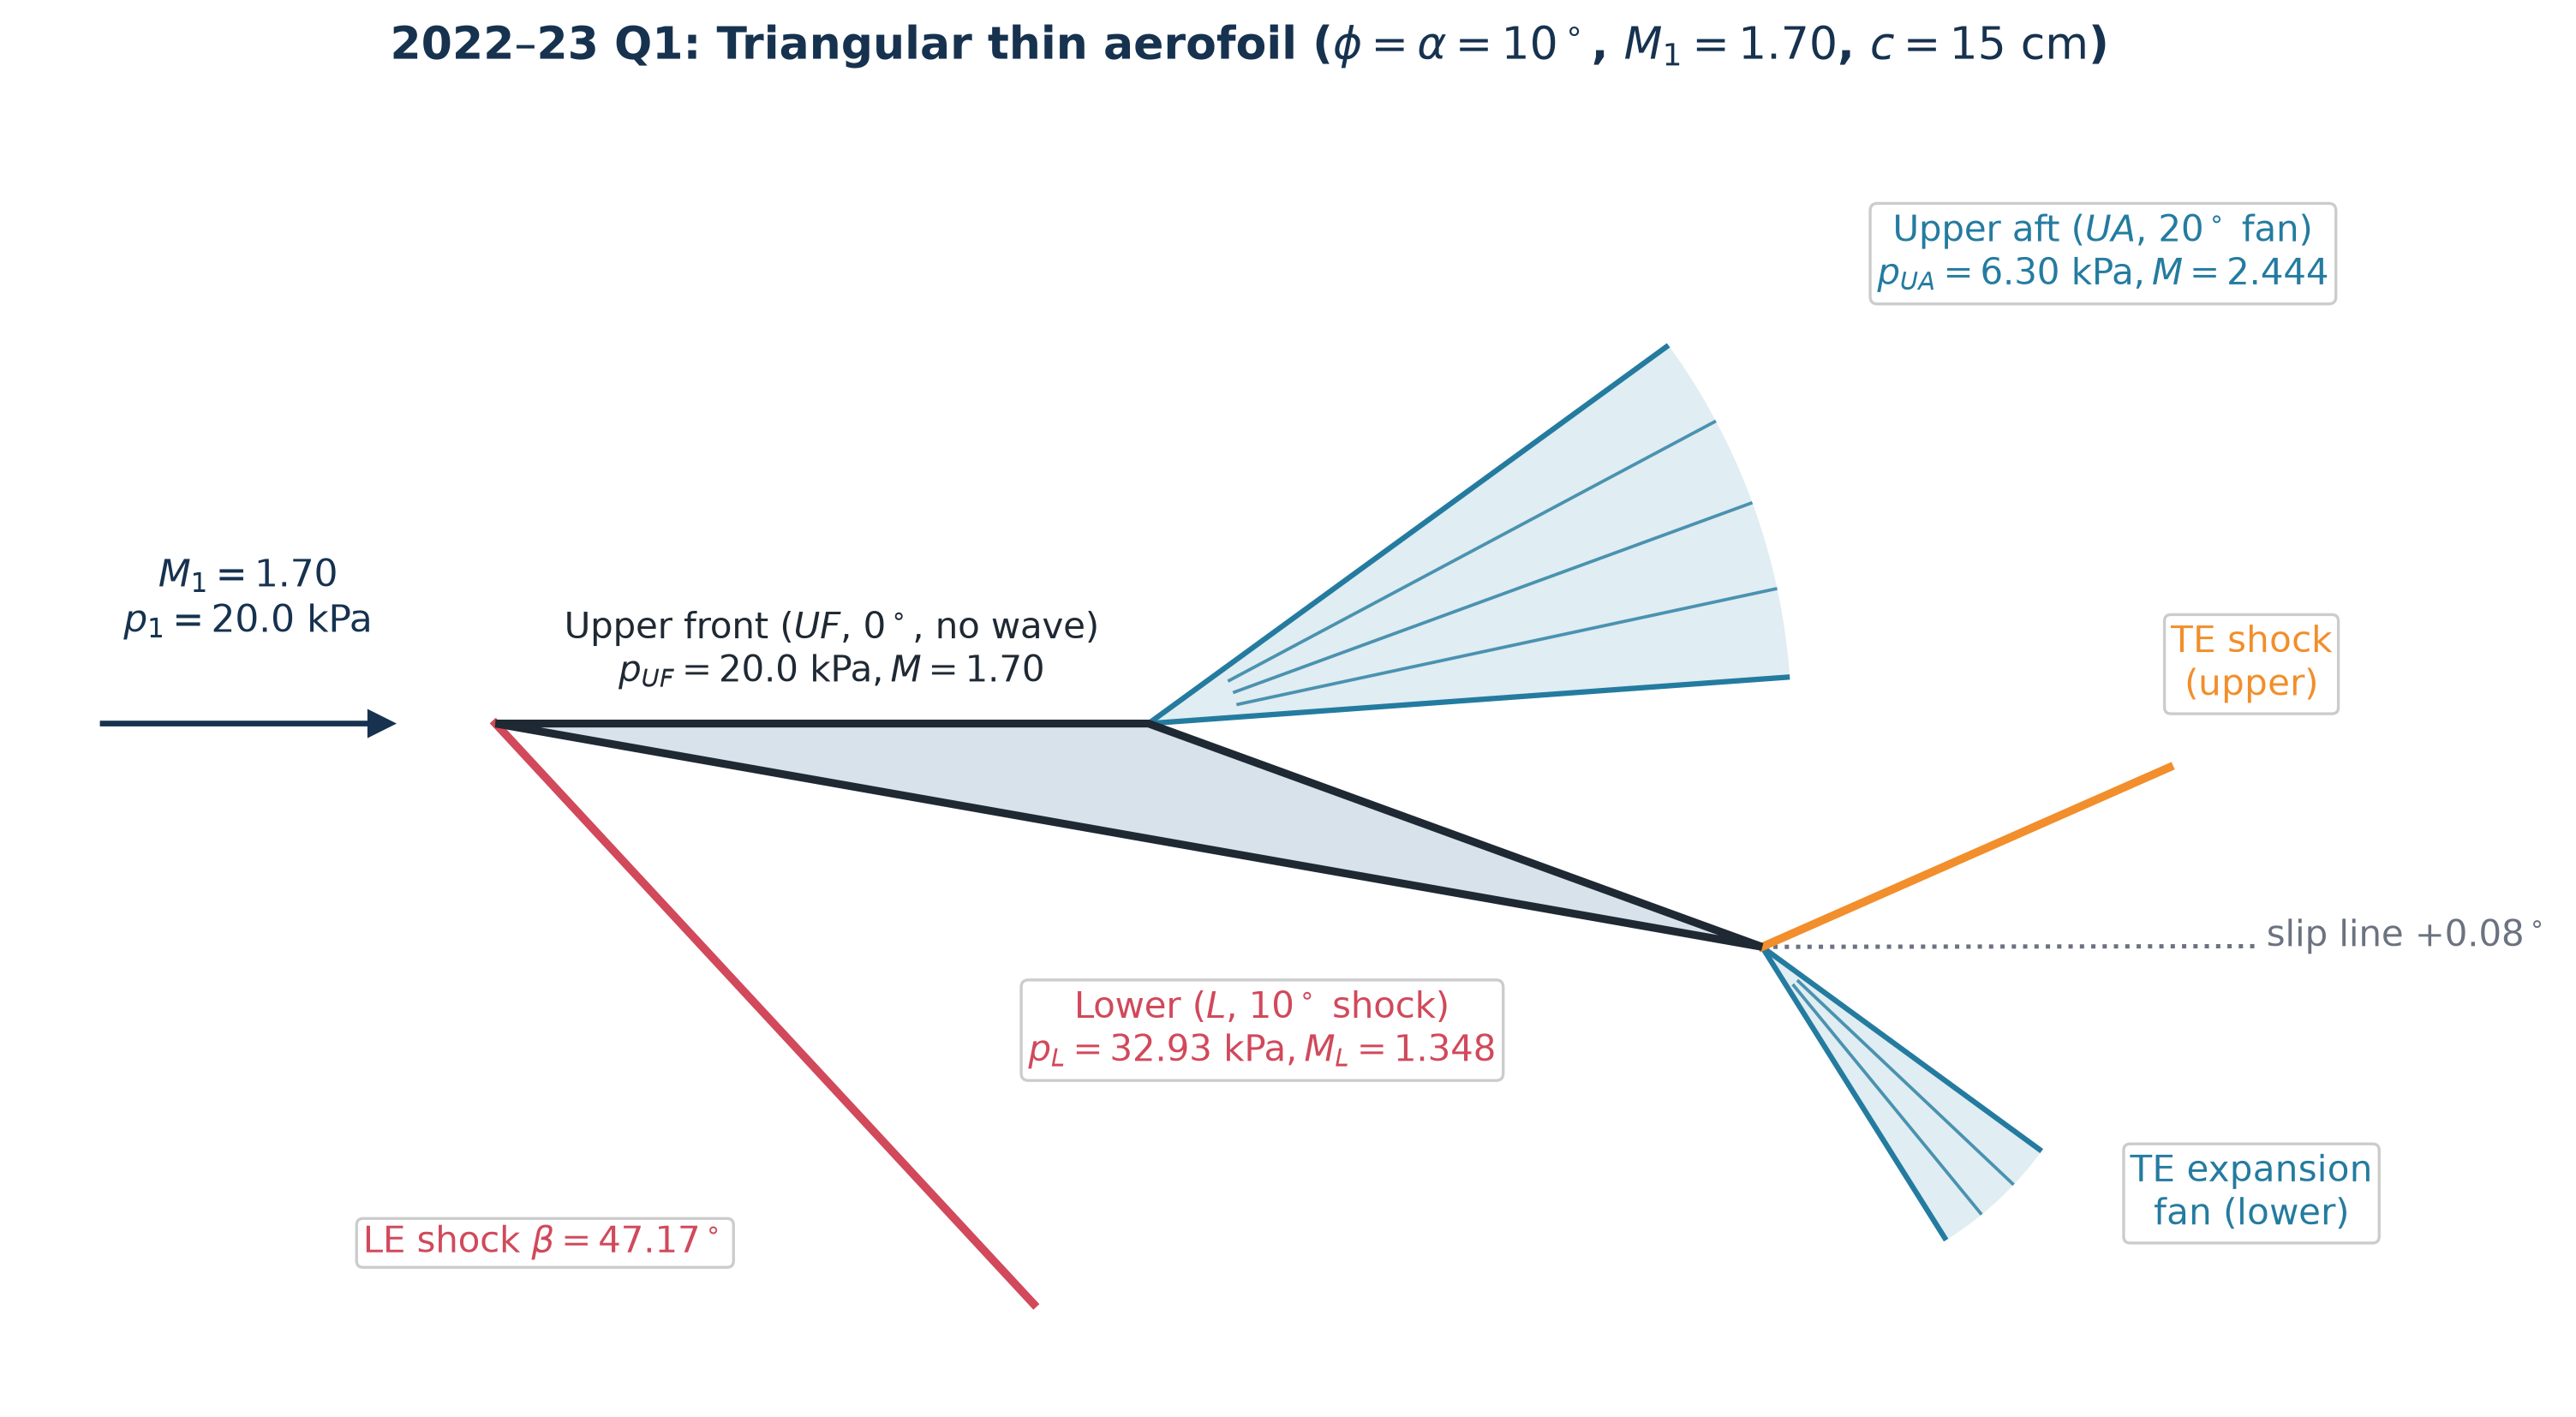 2022–23 Q1: Triangular thin aerofoil (ϕ = α = 10°, M₁ = 1.70, c = 15 cm)
Upper aft (UA, 20° fan)
p_UA = 6.30 kPa, M = 2.444
M₁ = 1.70
p₁ = 20.0 kPa
Upper front (UF, 0°, no wave)
p_UF = 20.0 kPa, M = 1.70
TE shock
(upper)
slip line +0.08°
Lower (L, 10° shock)
p_L = 32.93 kPa, M_L = 1.348
TE expansion
fan (lower)
LE shock β = 47.17°